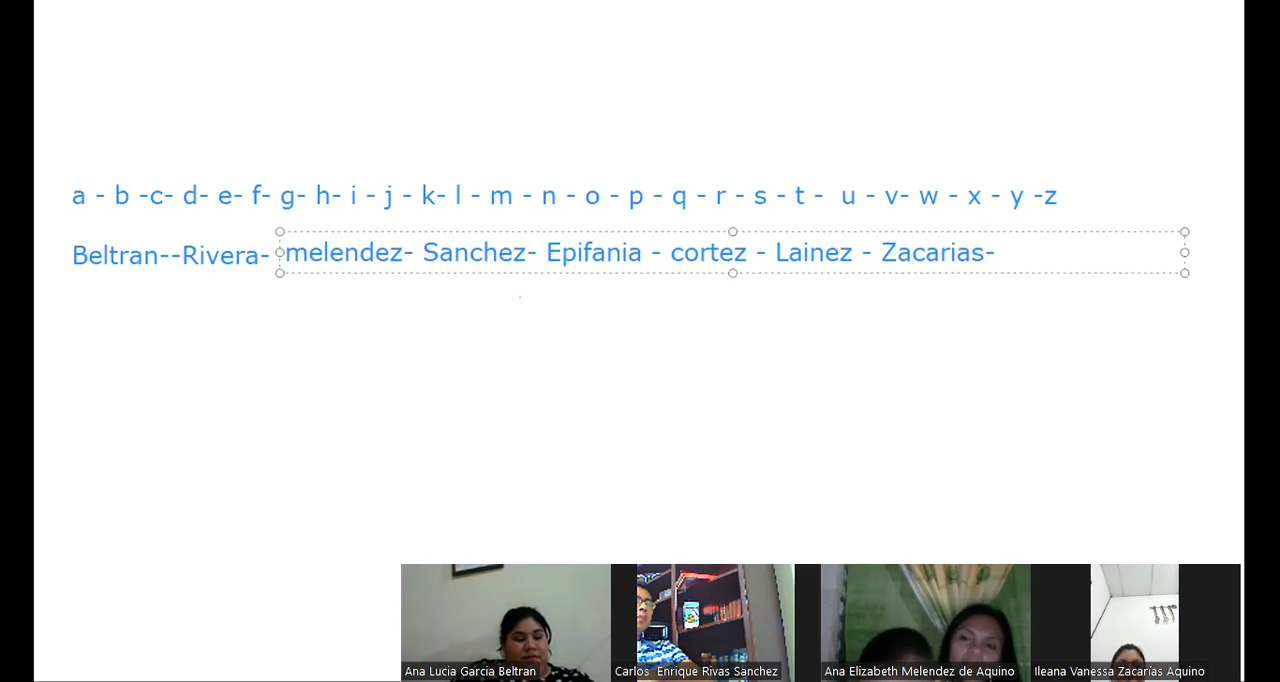 a - b -c- d- e- f- g- h- i - j - k- l - m - n - o - p - q - r - s - t -  u - v- w - x - y -z
Beltran--Rivera- melendez- Sanchez- Epifania - cortez - Lainez - Zacarias-
Ana Lucia Garcia Beltran
Carlos  Enrique Rivas Sanchez
Ana Elizabeth Melendez de Aquino
Ileana Vanessa Zacarías Aquino